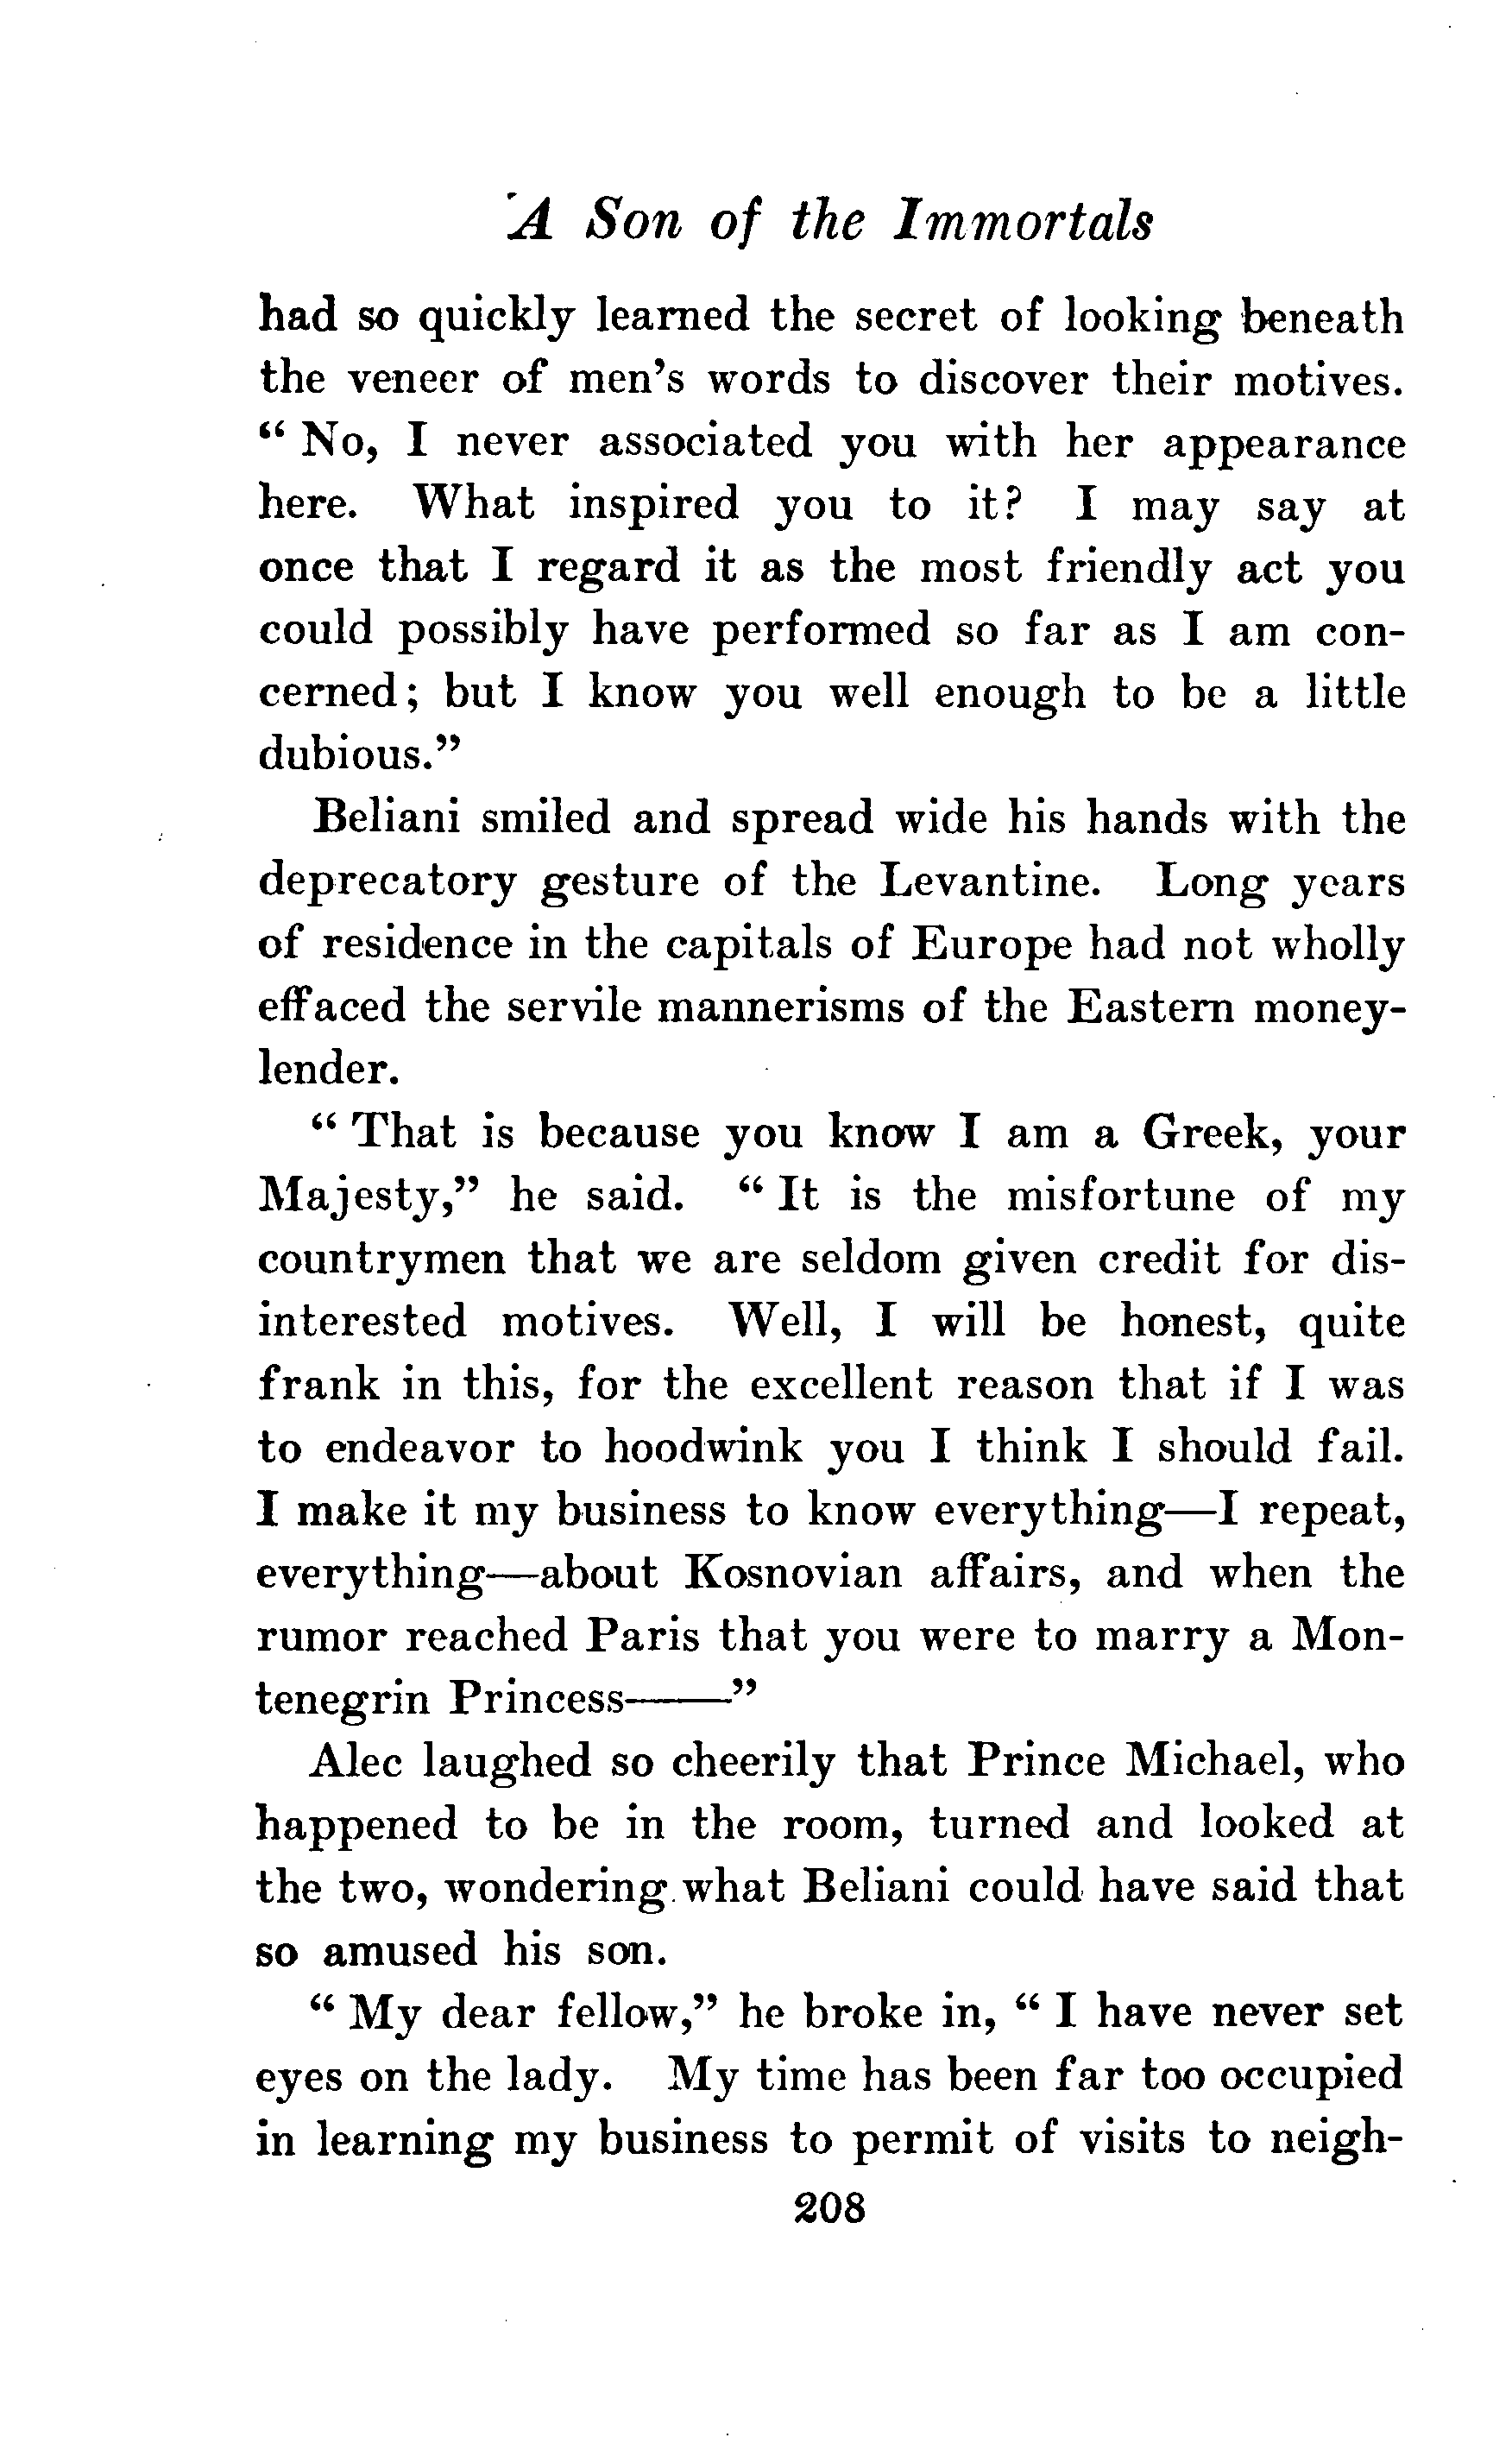 A Son of the Immortals
had so quickly learned the secret of looking beneath
the veneer of men's words to discover their motives.
“ No, I never associated you with her appearance
here. What inspired you to it? I may say at
once that I regard it as the most friendly act you
could possibly have performed so far as I am con-
cerned; but I know you well enough to be a little
dubious.”
Beliani smiled and spread wide his hands with the
deprecatory gesture of the Levantine. Long years
of residence in the capitals of Europe had not wholly
effaced the servile mannerisms of the Eastern money-
lender.
“ That is because you know I am a Greek, your
Majesty,” he said. “ It is the misfortune of my
countrymen that we are seldom given credit for dis-
interested motives. Well, I will be honest, quite
frank in this, for the excellent reason that if I was
to endeavor to hoodwink you I think I should fail.
I make it my business to know everything—I repeat,
everything—about Kosnovian affairs, and when the
rumor reached Paris that you were to marry a Mon-
tenegrin Princess——”
Alec laughed so cheerily that Prince Michael, who
happened to be in the room, turned and looked at
the two, wondering what Beliani could have said that
so amused his son.
“ My dear fellow,” he broke in, “ I have never set
eyes on the lady. My time has been far too occupied
in learning my business to permit of visits to neigh-
208